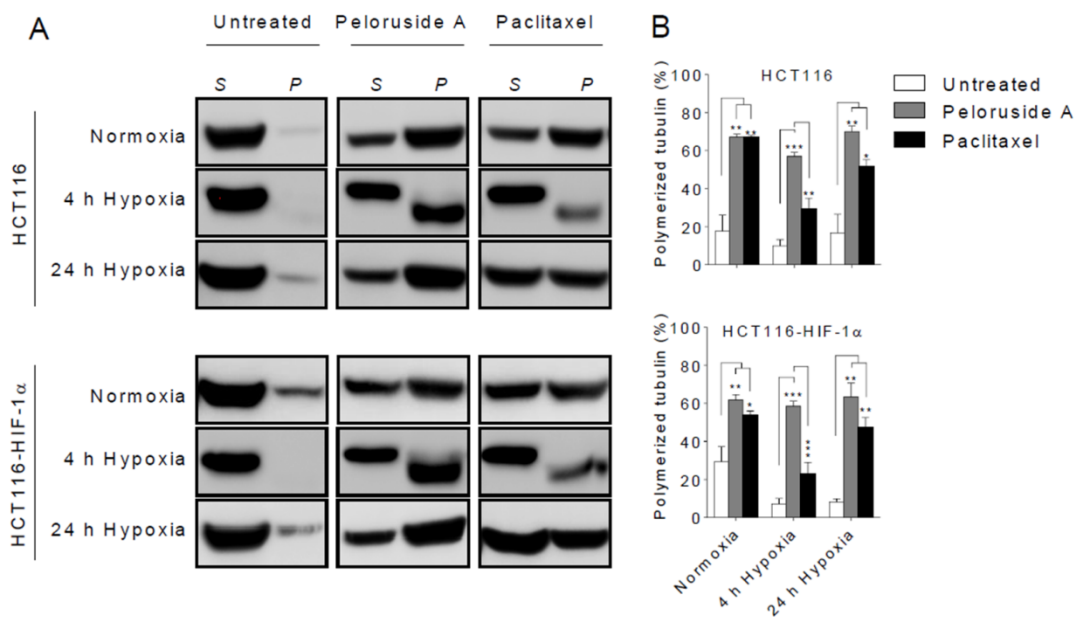 A
Untreated Peloruside A Paclitaxel
S P S P S P
HCT116
Normoxia
4 h Hypoxia
24 h Hypoxia
HCT116-HIF-1α
Normoxia
4 h Hypoxia
24 h Hypoxia
B
HCT116
Polymerized tubulin (%)
100
80
60
40
20
0
** **
*** **
** *
Untreated
Peloruside A
Paclitaxel
HCT116-HIF-1α
Polymerized tubulin (%)
100
80
60
40
20
0
** *
*** ***
** **
Normoxia
4 h Hypoxia
24 h Hypoxia